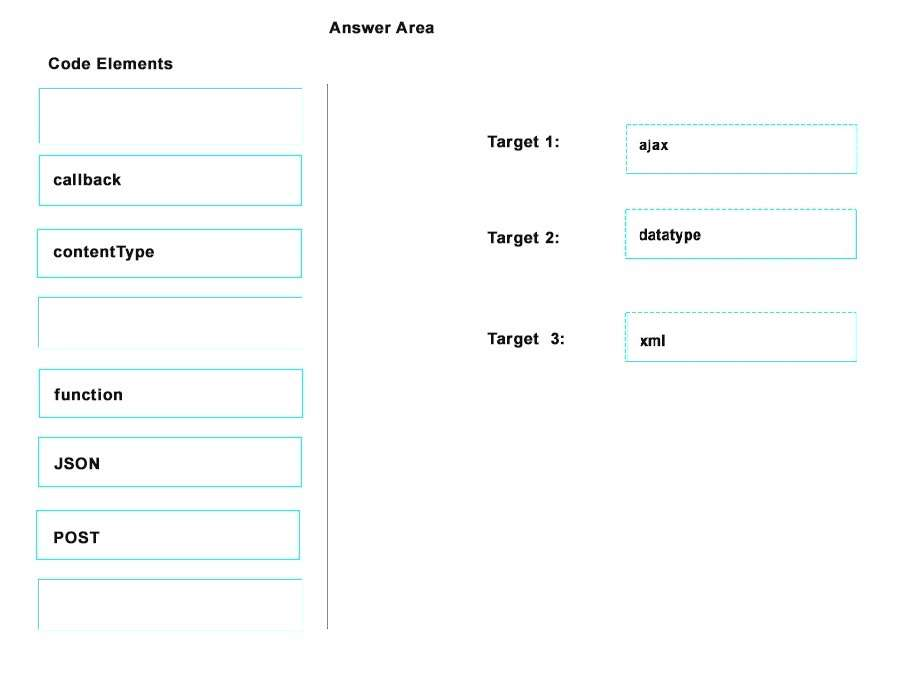 Answer Area
Code Elements
callback
contentType
function
JSON
POST
Target 1:
ajax
Target 2:
datatype
Target 3:
xml